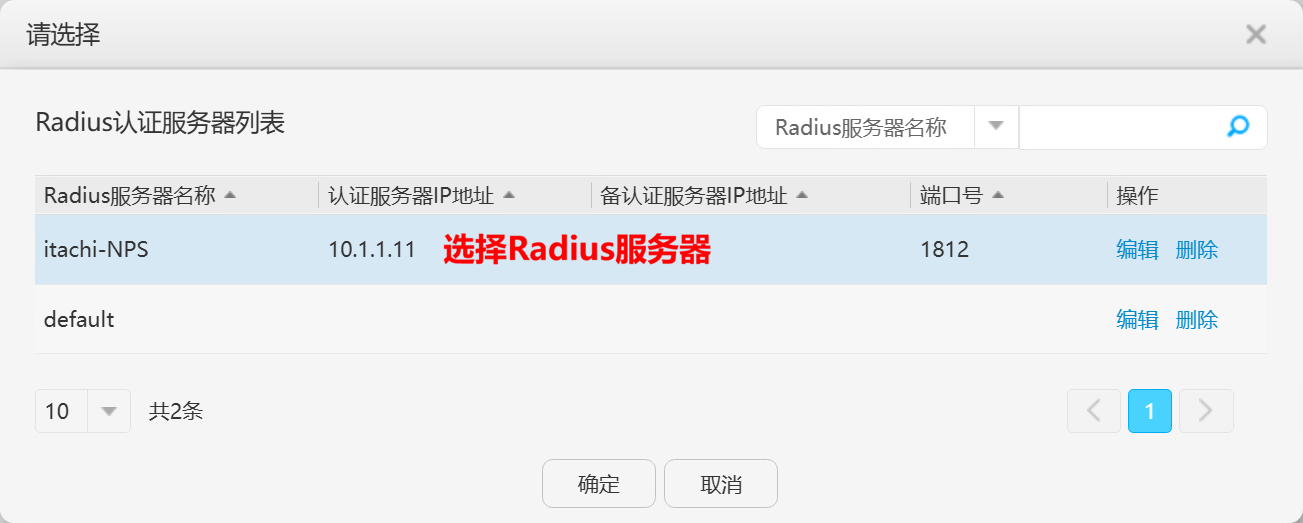 请选择
Radius认证服务器列表 Radius服务器名称
Radius服务器名称 认证服务器IP地址 备认证服务器IP地址 端口号 操作
itachi-NPS 10.1.1.11 选择Radius服务器 1812 编辑 删除
default 编辑 删除
10 共2条 1
确定 取消